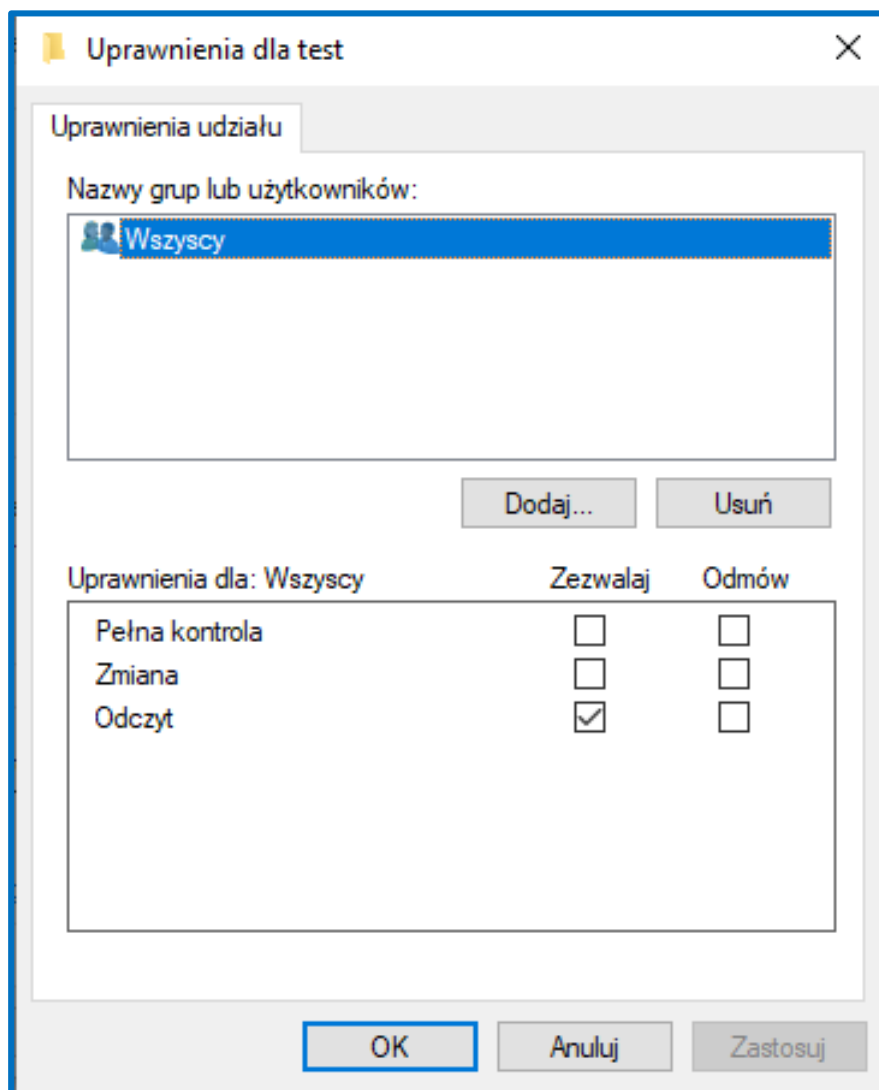 Uprawnienia dla test
Uprawnienia udziału
Nazwy grup lub użytkowników:
Wszyscy
Dodaj... Usuń
Uprawnienia dla: Wszyscy Zezwalaj Odmów
Pełna kontrola
Zmiana
Odczyt
OK Anuluj Zastosuj